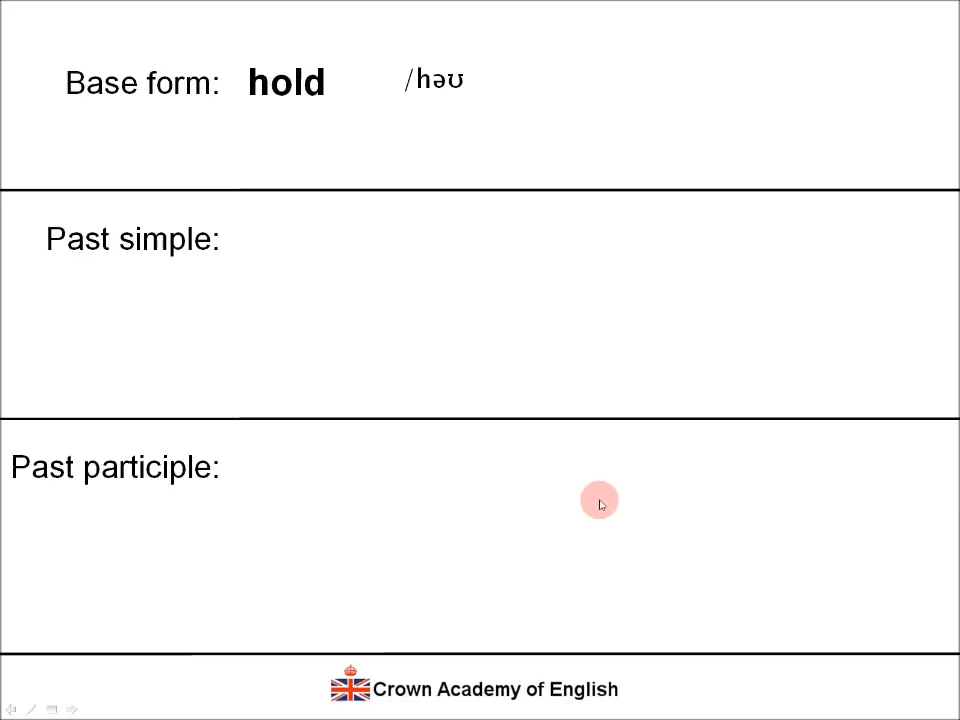 Base form: hold /həʊ
Past simple:
Past participle:
Crown Academy of English